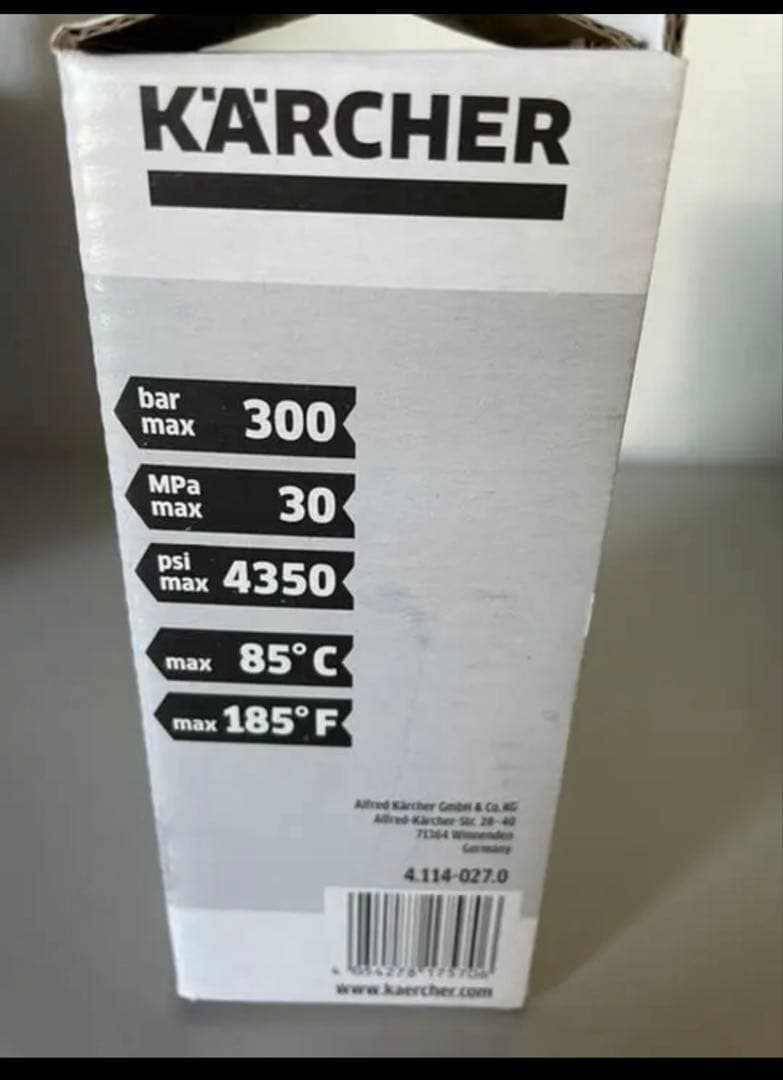 KÄRCHER
bar
max 300
MPa
max 30
psi
max 4350
max 85°C
max 185°F
Alfred Kärcher GmbH & Co. KG
Alfred-Kärcher-Str. 28-40
71364 Winnenden
Germany
4.114-027.0
www.kaercher.com